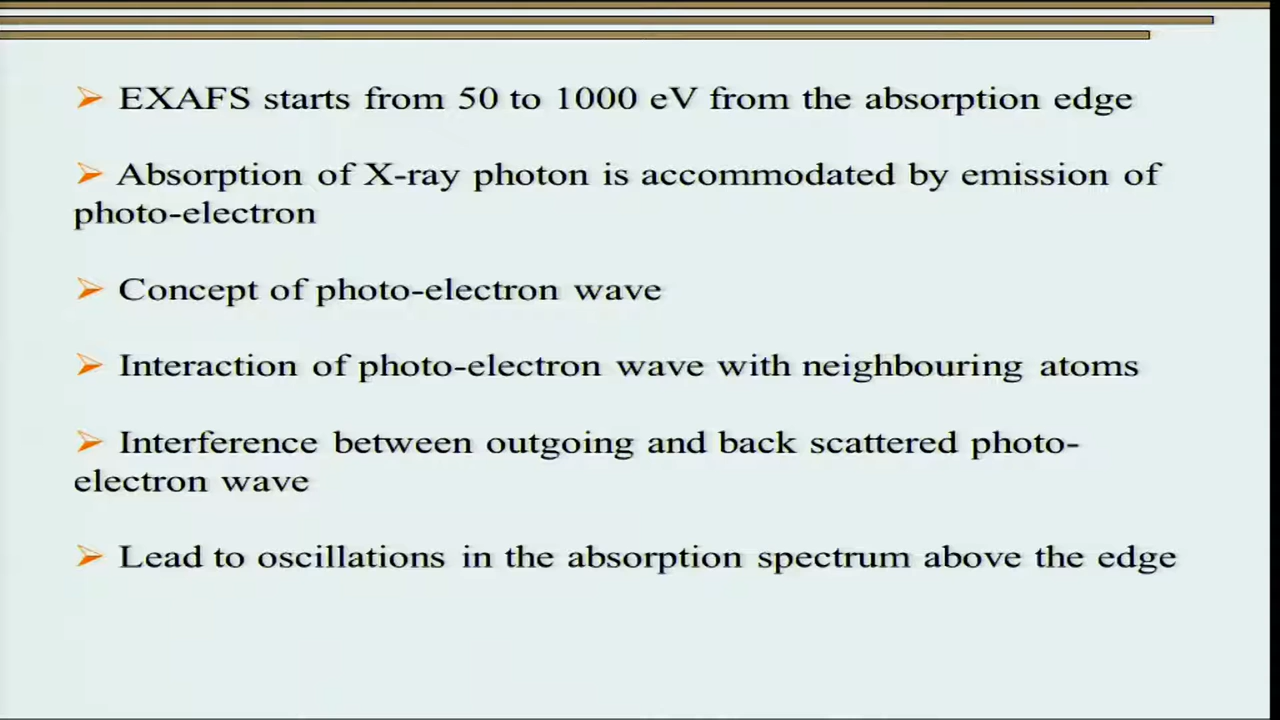 ➢ EXAFS starts from 50 to 1000 eV from the absorption edge
➢ Absorption of X-ray photon is accommodated by emission of
photo-electron
➢ Concept of photo-electron wave
➢ Interaction of photo-electron wave with neighbouring atoms
➢ Interference between outgoing and back scattered photo-
electron wave
➢ Lead to oscillations in the absorption spectrum above the edge